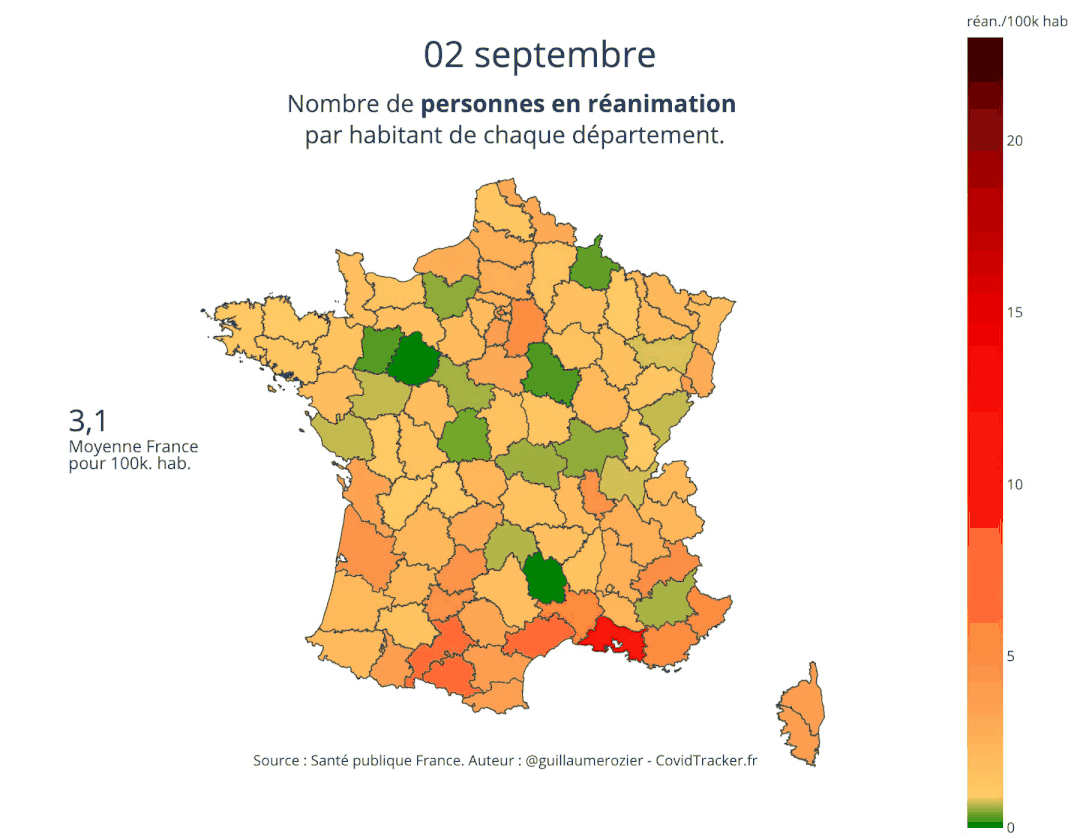 réan./100k hab
02 septembre
Nombre de personnes en réanimation
par habitant de chaque département.
20
15
3,1
Moyenne France
pour 100k. hab.
10
5
Source : Santé publique France. Auteur : @guillaumerozier - CovidTracker.fr
0